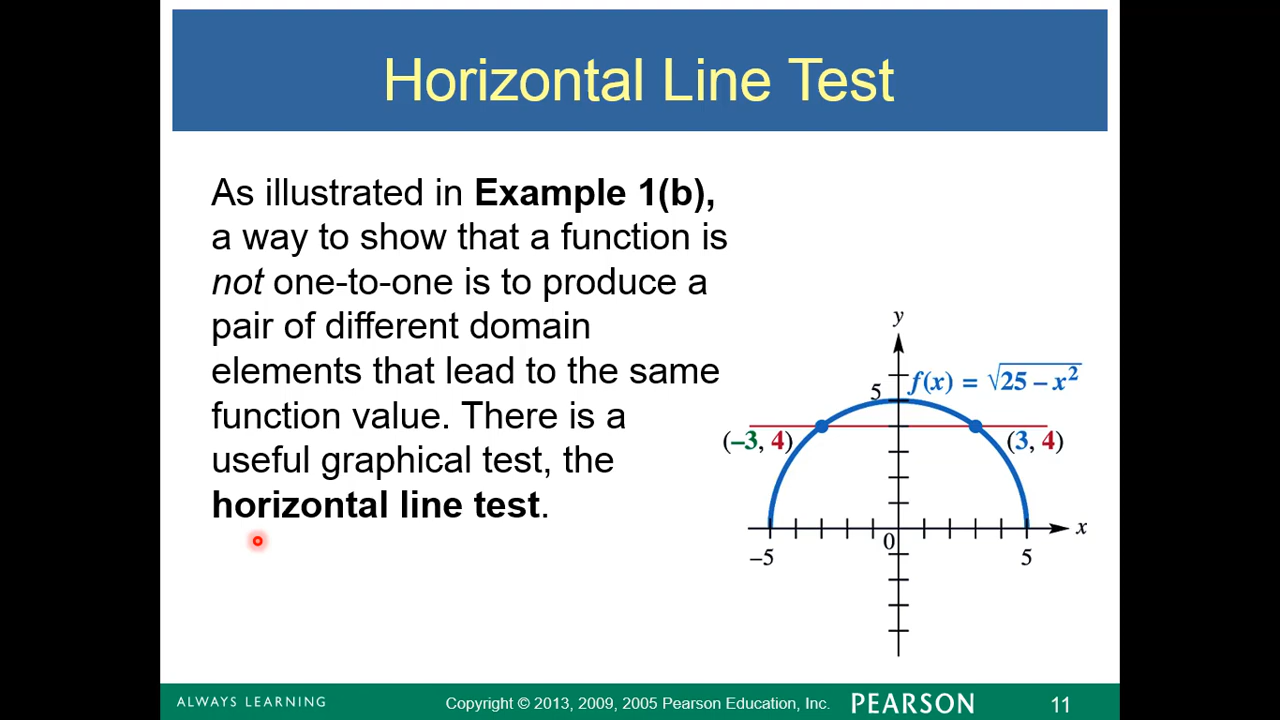 Horizontal Line Test
As illustrated in Example 1(b),
a way to show that a function is
not one-to-one is to produce a
pair of different domain
elements that lead to the same
function value. There is a
useful graphical test, the
horizontal line test.
y
5
f(x) = √25 – x²
(–3, 4)
(3, 4)
x
0
–5
5
ALWAYS LEARNING
Copyright © 2013, 2009, 2005 Pearson Education, Inc.
PEARSON
11